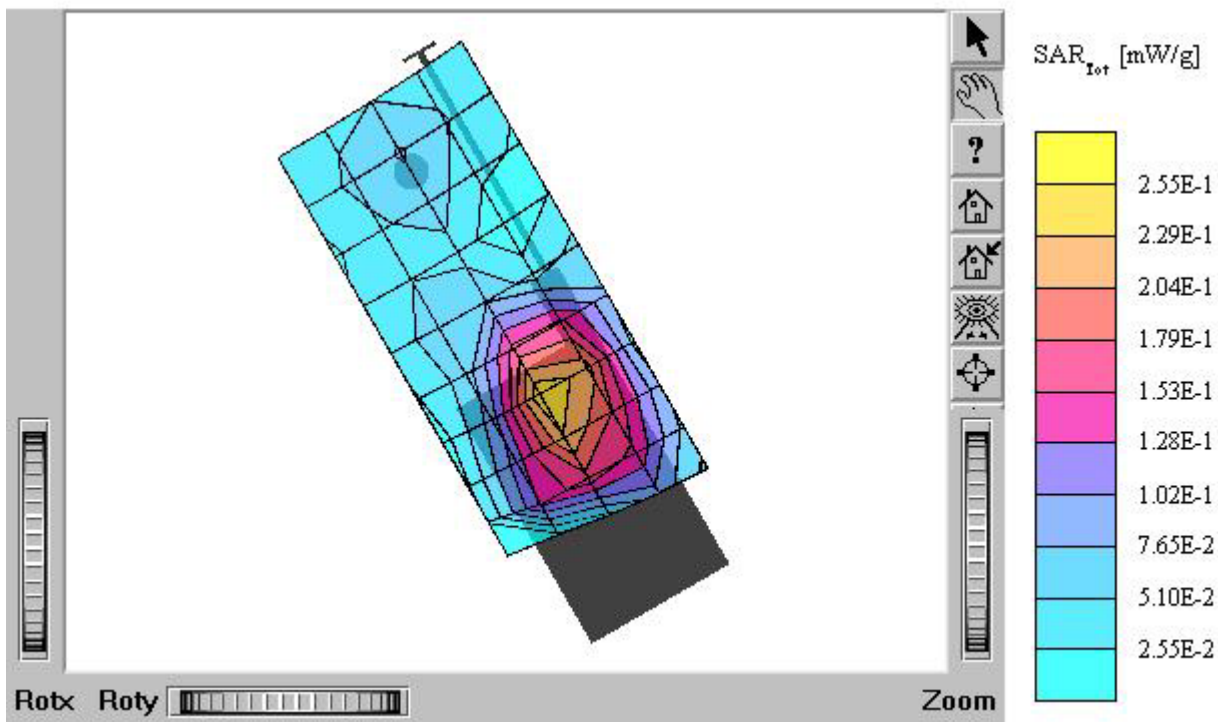 SAR_Tot [mW/g]
?
2.55E-1
2.29E-1
2.04E-1
1.79E-1
1.53E-1
1.28E-1
1.02E-1
7.65E-2
5.10E-2
2.55E-2
Rotx Roty Zoom